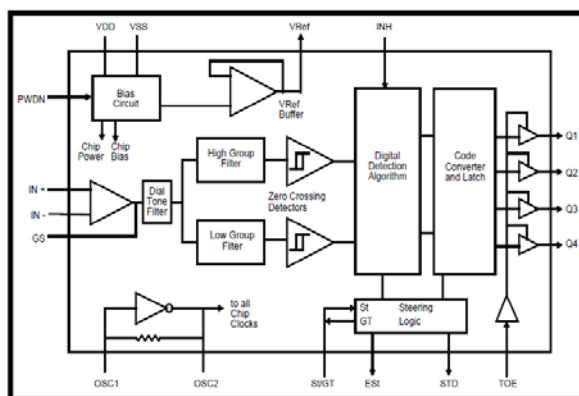 VDD VSS VRef INH
PWDN
Bias
Circuit
VRef
Buffer
Chip
Power
Chip
Bias
High Group
Filter
Digital
Detection
Algorithm
Code
Converter
and Latch
Q1
Q2
Q3
Q4
IN +
IN -
GS
Dial
Tone
Filter
Zero Crossing
Detectors
Low Group
Filter
to all
Chip
Clocks
St
GT
Steering
Logic
OSC1 OSC2 St/GT ESt STD TOE